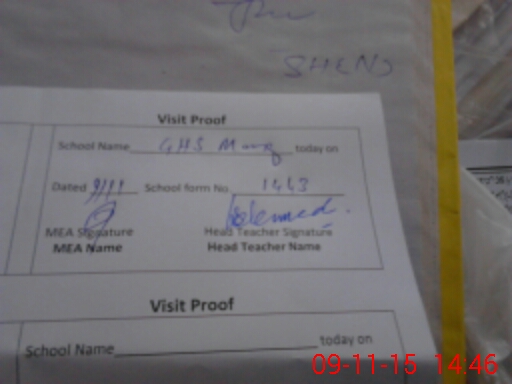 SHEND
Visit Proof
School Name GHS Manq today on
Dated 9/11 School form No. 1443
MEA Signature Head Teacher Signature
MEA Name Head Teacher Name
Visit Proof
School Name today on
09-11-15 14:46